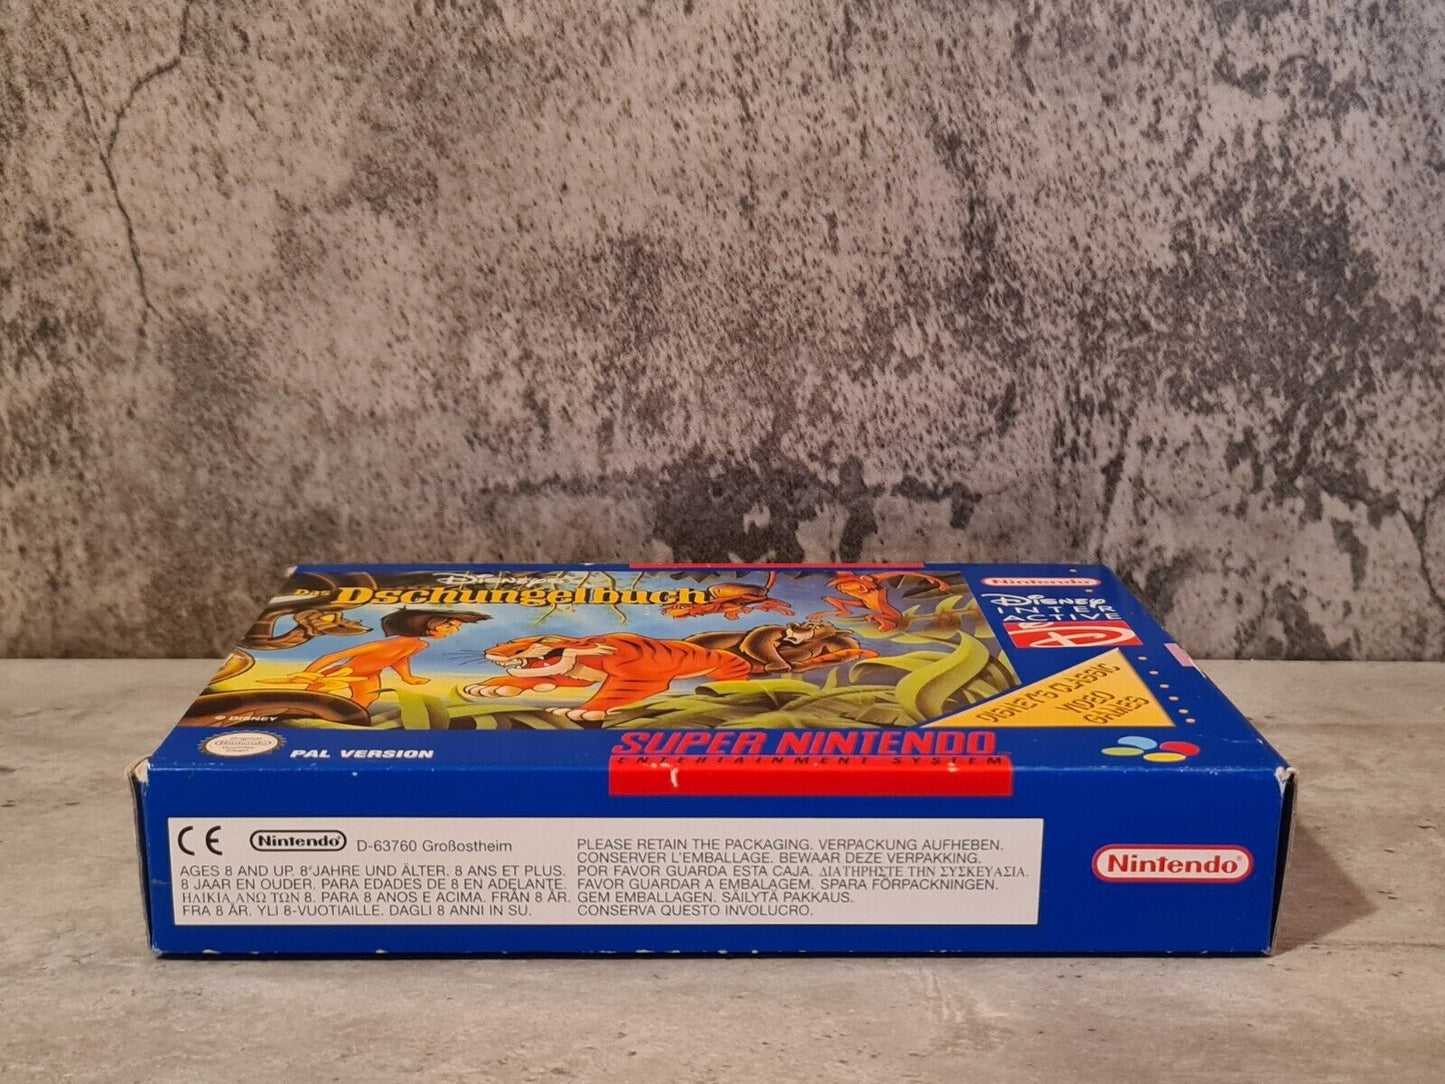 Disney's
Das Dschungelbuch
© DISNEY
Original
Nintendo
PAL VERSION
SUPER NINTENDO
ENTERTAINMENT SYSTEM
Nintendo
DISNEY
INTER
ACTIVE
DISNEY'S CLASSIC
VIDEO
GAMES
CE
Nintendo D-63760 Großostheim
AGES 8 AND UP. 8 JAHRE UND ÄLTER. 8 ANS ET PLUS.
8 JAAR EN OUDER. PARA EDADES DE 8 EN ADELANTE.
ΗΛΙΚΙΑ ΑΝΩ ΤΩΝ 8. PARA 8 ANOS E ACIMA. FRÅN 8 ÅR.
FRA 8 ÅR. YLI 8-VUOTIAILLE. DAGLI 8 ANNI IN SU.
PLEASE RETAIN THE PACKAGING. VERPACKUNG AUFHEBEN.
CONSERVER L'EMBALLAGE. BEWAAR DEZE VERPAKKING.
POR FAVOR GUARDA ESTA CAJA. ΔΙΑΤΗΡΗΣΤΕ ΤΗΝ ΣΥΣΚΕΥΑΣΙΑ.
FAVOR GUARDAR A EMBALAGEM. SPARA FÖRPACKNINGEN.
GEM EMBALLAGEN. SÄILYTÄ PAKKAUS.
CONSERVA QUESTO INVOLUCRO.
Nintendo